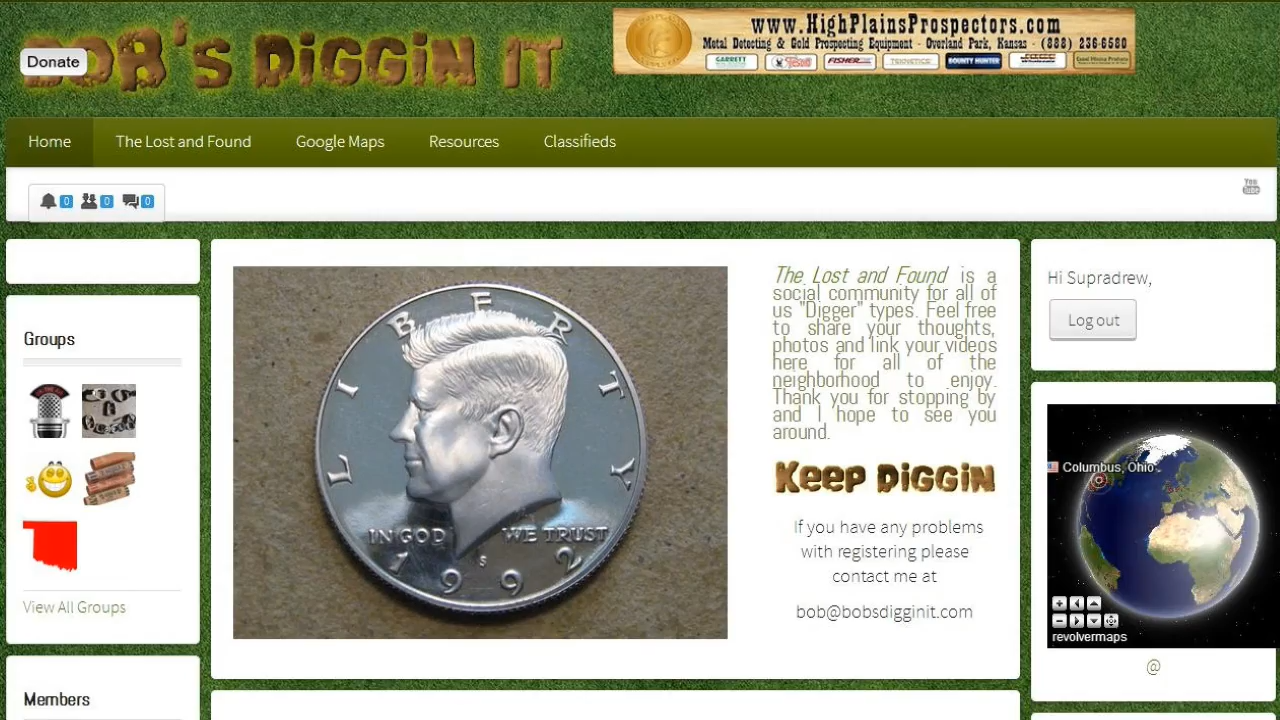 BOB'S DIGGIN IT
Donate
www.HighPlainsProspectors.com
Metal Detecting & Gold Prospecting Equipment - Overland Park, Kansas - (888) 236-6580
GARRETT
TESORO
FISHER
TEKNETICS
BOUNTY HUNTER
Home
The Lost and Found
Google Maps
Resources
Classifieds
0
0
0
You
Tube
Groups
View All Groups
Members
LIBERTY
IN GOD WE TRUST
S
1992
The Lost and Found is a
social community for all of
us "Digger" types. Feel free
to share your thoughts,
photos and link your videos
here for all of the
neighborhood to enjoy.
Thank you for stopping by
and I hope to see you
around.
KEEP DIGGIN
If you have any problems
with registering please
contact me at
bob@bobsdigginit.com
Hi Supradrew,
Log out
Columbus, Ohio
revolvermaps
@